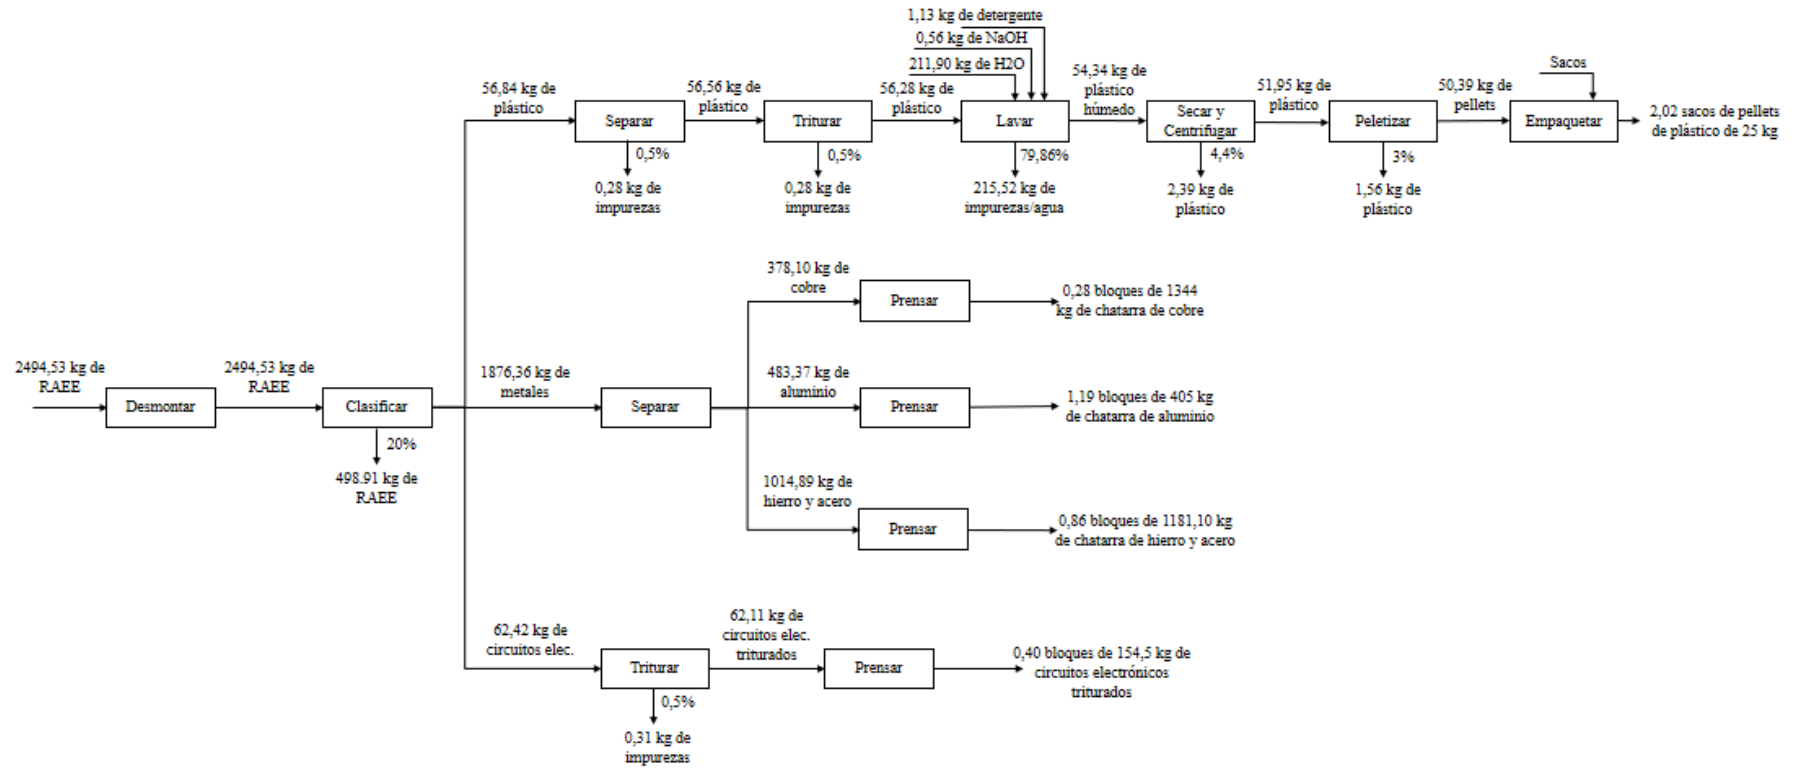 1,13 kg de detergente
0,56 kg de NaOH
211,90 kg de H2O
56,84 kg de
plástico
Separar
0,5%
0,28 kg de
impurezas
56,56 kg de
plástico
Triturar
0,5%
0,28 kg de
impurezas
56,28 kg de
plástico
Lavar
79,86%
215,52 kg de
impurezas/agua
54,34 kg de
plástico
húmedo
Secar y
Centrifugar
4,4%
2,39 kg de
plástico
51,95 kg de
plástico
Peletizar
3%
1,56 kg de
plástico
50,39 kg de
pellets
Sacos
Empaquetar
2,02 sacos de pellets
de plástico de 25 kg
2494,53 kg de
RAEE
Desmontar
2494,53 kg de
RAEE
Clasificar
20%
498.91 kg de
RAEE
1876,36 kg de
metales
Separar
378,10 kg de
cobre
Prensar
0,28 bloques de 1344
kg de chatarra de cobre
483,37 kg de
aluminio
Prensar
1,19 bloques de 405 kg
de chatarra de aluminio
1014,89 kg de
hierro y acero
Prensar
0,86 bloques de 1181,10 kg
de chatarra de hierro y acero
62,42 kg de
circuitos elec.
Triturar
0,5%
0,31 kg de
impurezas
62,11 kg de
circuitos elec.
triturados
Prensar
0,40 bloques de 154,5 kg de
circuitos electrónicos
triturados